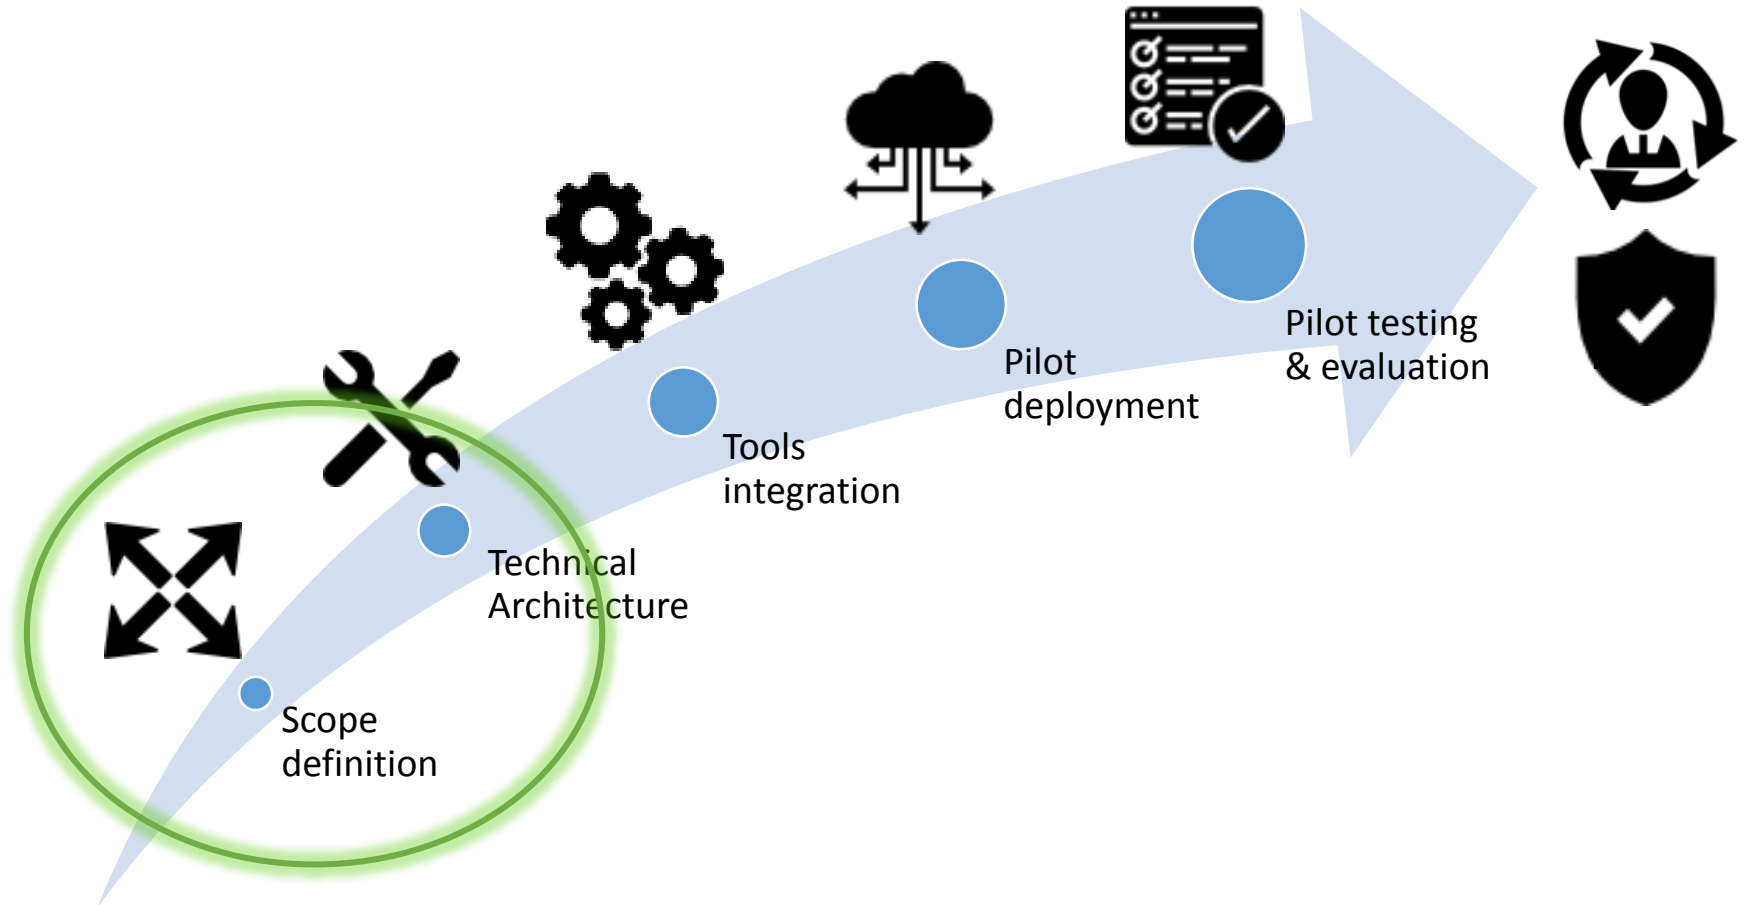 Scope
definition
Technical
Architecture
Tools
integration
Pilot
deployment
Pilot testing
& evaluation